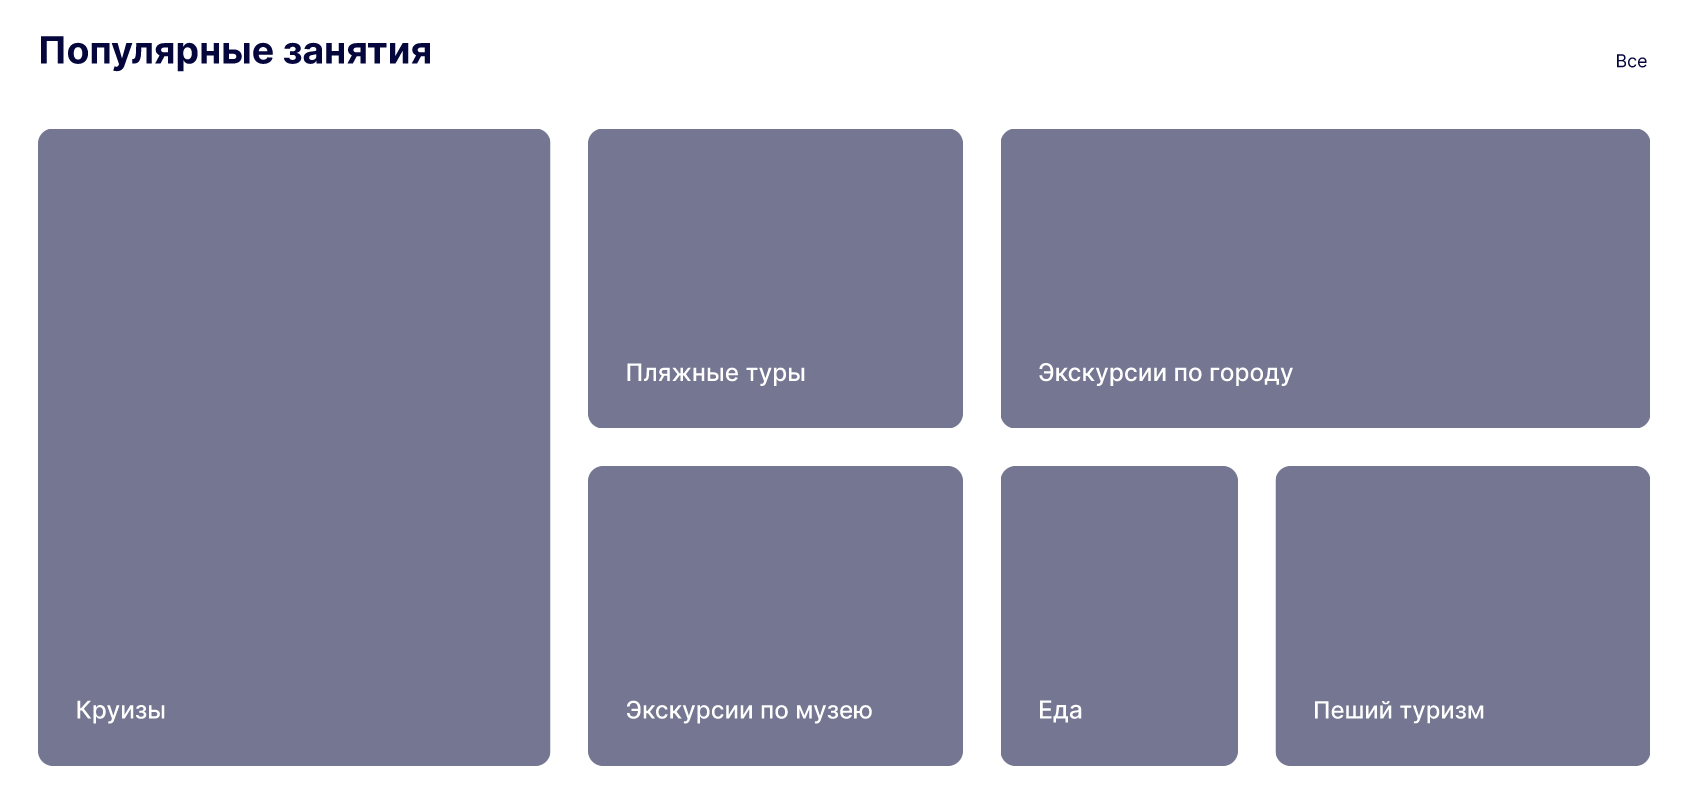 Популярные занятия
Все
Круизы
Пляжные туры
Экскурсии по городу
Экскурсии по музею
Еда
Пеший туризм